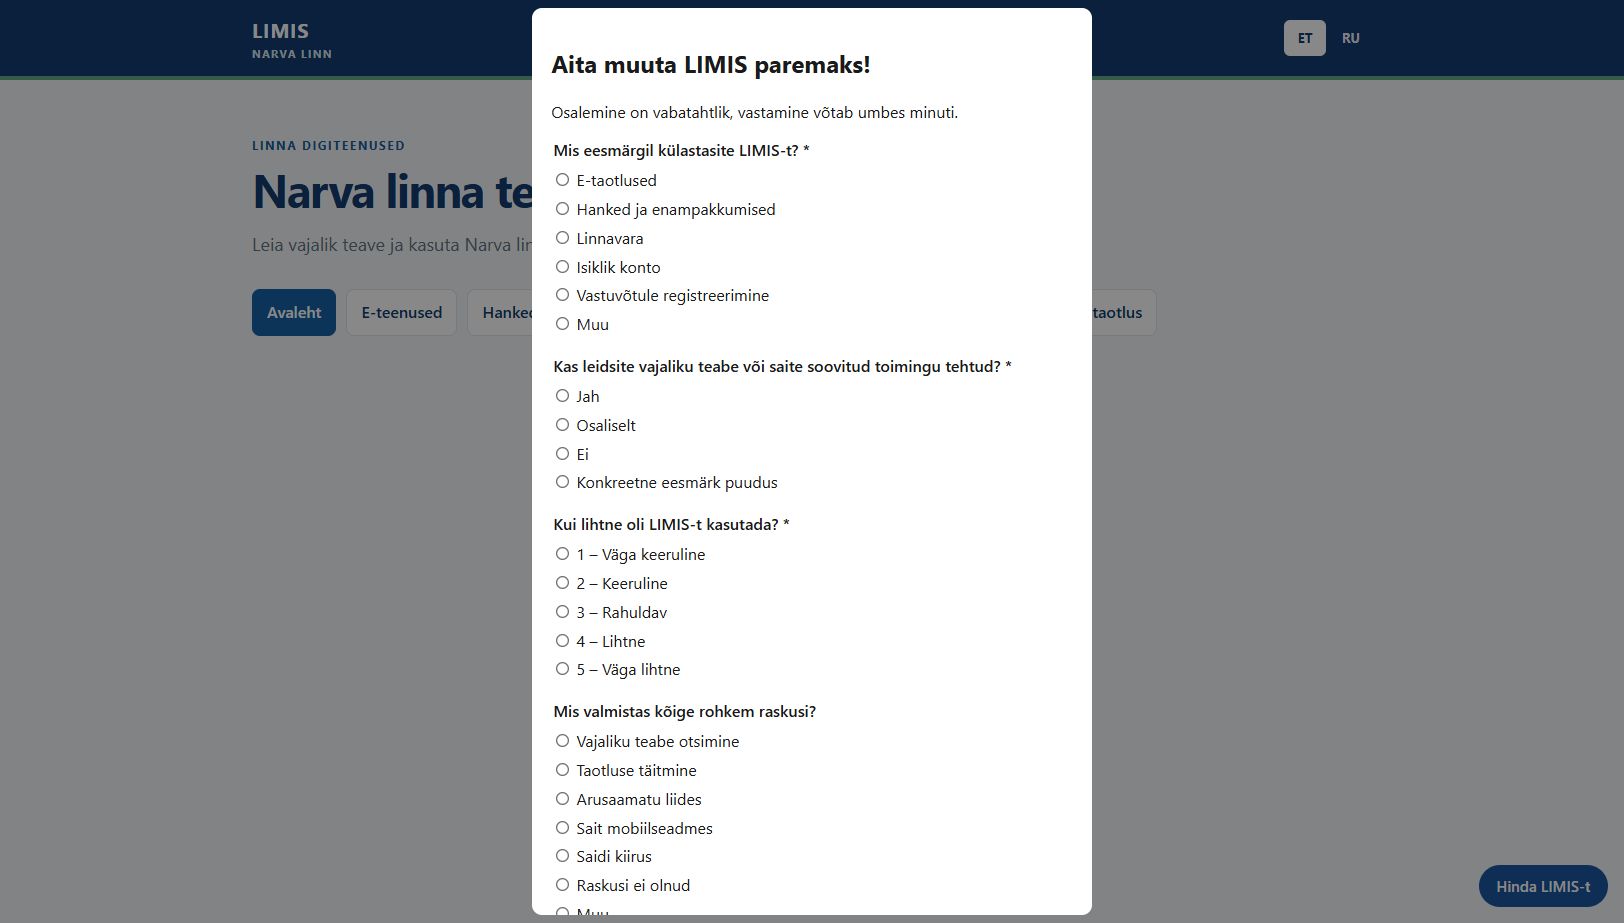 LIMIS
NARVA LINN
ET
RU
LINNA DIGITEENUSED
Narva linna te
Leia vajalik teave ja kasuta Narva lin
Avaleht
E-teenused
Hanked
taotlus
Aita muuta LIMIS paremaks!
Osalemine on vabatahtlik, vastamine võtab umbes minuti.
Mis eesmärgil külastasite LIMIS-t? *
E-taotlused
Hanked ja enampakkumised
Linnavara
Isiklik konto
Vastuvõtule registreerimine
Muu
Kas leidsite vajaliku teabe või saite soovitud toimingu tehtud? *
Jah
Osaliselt
Ei
Konkreetne eesmärk puudus
Kui lihtne oli LIMIS-t kasutada? *
1 – Väga keeruline
2 – Keeruline
3 – Rahuldav
4 – Lihtne
5 – Väga lihtne
Mis valmistas kõige rohkem raskusi?
Vajaliku teabe otsimine
Taotluse täitmine
Arusaamatu liides
Sait mobiilseadmes
Saidi kiirus
Raskusi ei olnud
Muu
Hinda LIMIS-t